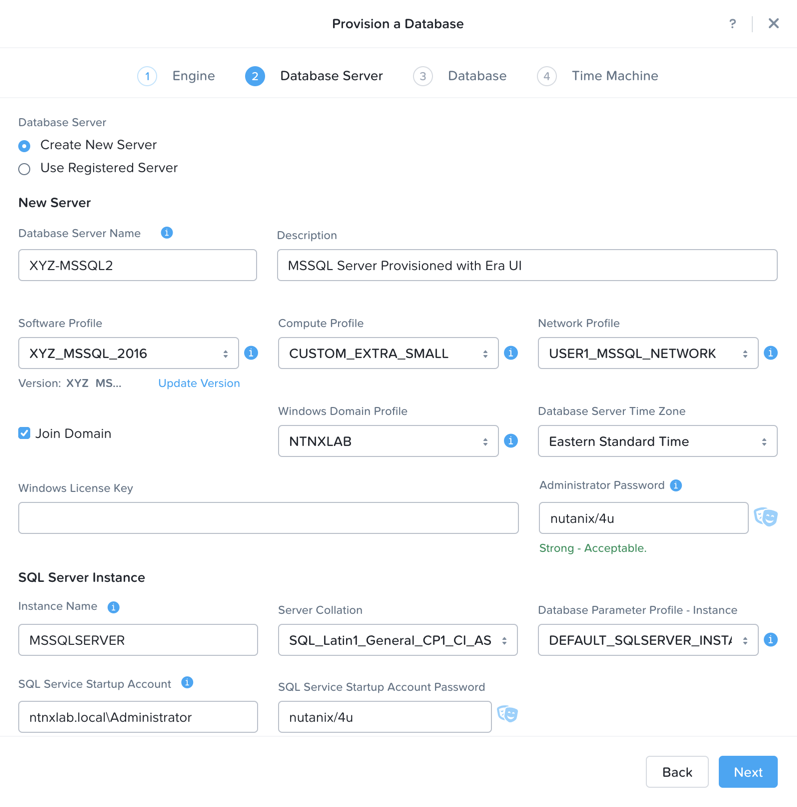 Provision a Database
?
1 Engine 2 Database Server 3 Database 4 Time Machine
Database Server
Create New Server
Use Registered Server
New Server
Database Server Name
Description
XYZ-MSSQL2
MSSQL Server Provisioned with Era UI
Software Profile
Compute Profile
Network Profile
XYZ_MSSQL_2016
CUSTOM_EXTRA_SMALL
USER1_MSSQL_NETWORK
Version: XYZ MS... Update Version
Windows Domain Profile
Database Server Time Zone
Join Domain
NTNXLAB
Eastern Standard Time
Windows License Key
Administrator Password
nutanix/4u
Strong - Acceptable.
SQL Server Instance
Instance Name
Server Collation
Database Parameter Profile - Instance
MSSQLSERVER
SQL_Latin1_General_CP1_CI_AS
DEFAULT_SQLSERVER_INSTA
SQL Service Startup Account
SQL Service Startup Account Password
ntnxlab.local\Administrator
nutanix/4u
Back
Next